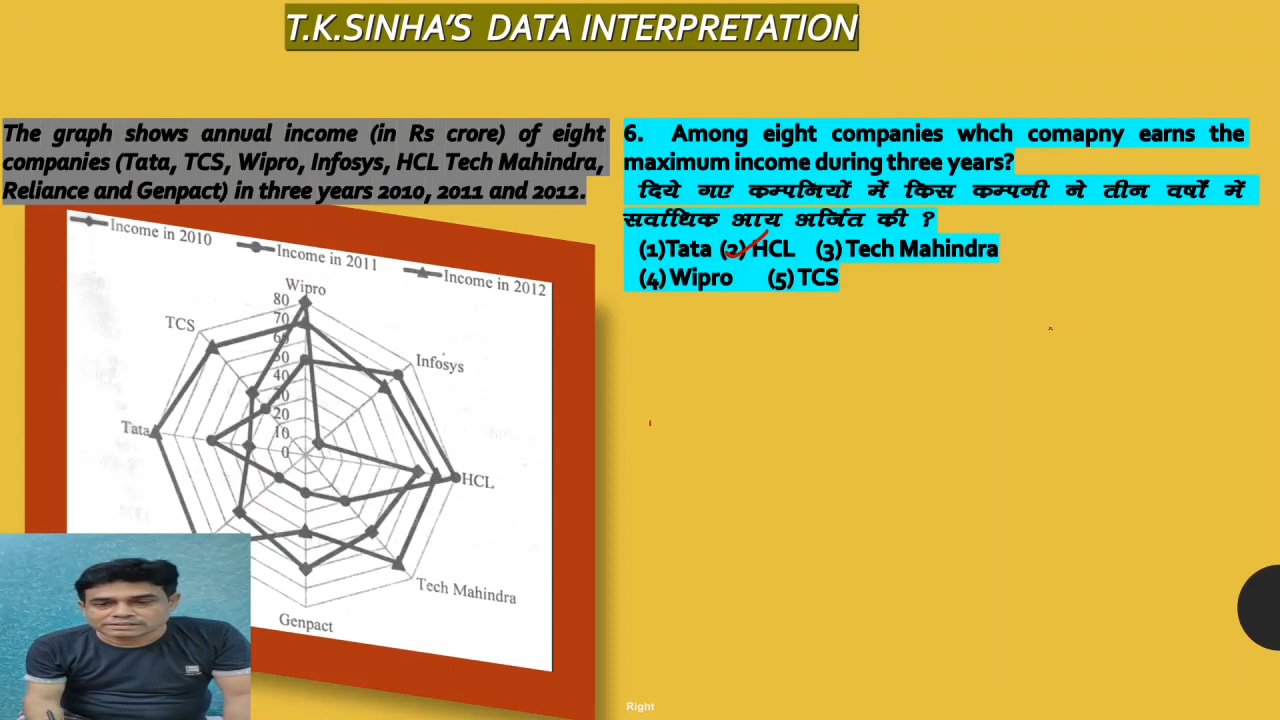 T.K.SINHA'S DATA INTERPRETATION
The graph shows annual income (in Rs crore) of eight
companies (Tata, TCS, Wipro, Infosys, HCL Tech Mahindra,
Reliance and Genpact) in three years 2010, 2011 and 2012.
6. Among eight companies whch comapny earns the
maximum income during three years?
दिये गए कम्पनियों में किस कम्पनी ने तीन वर्षों में
सर्वाधिक आय अर्जित की ?
(1)Tata (2) HCL (3) Tech Mahindra
(4) Wipro (5) TCS
Income in 2010
Income in 2011
Income in 2012
Wipro
80
70
TCS
Infosys
40
30
20
Tata
10
0
HCL
Tech Mahindra
Genpact
Right